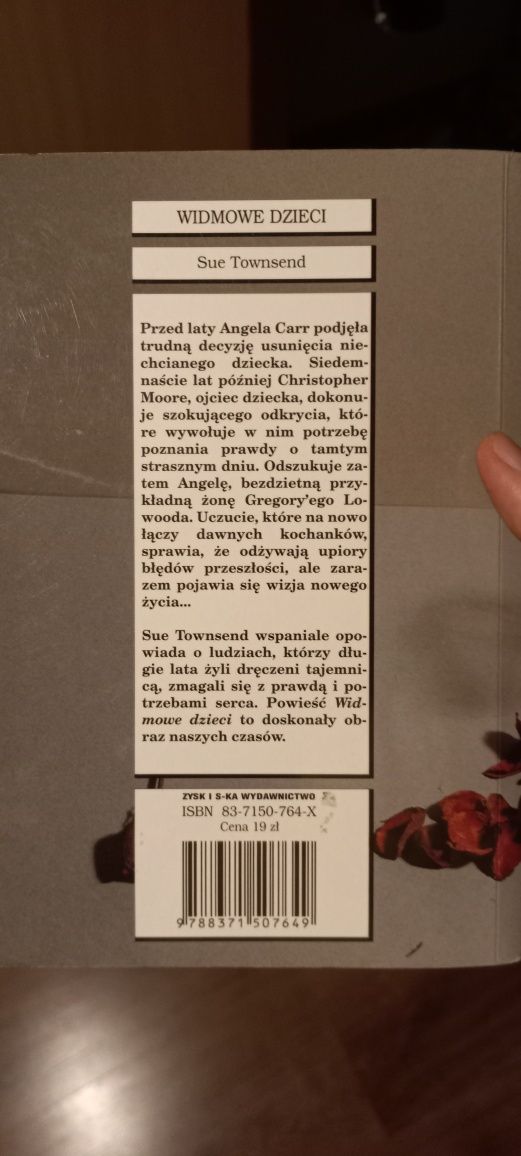 WIDMOWE DZIECI
Sue Townsend
Przed laty Angela Carr podjęła
trudną decyzję usunięcia nie-
chcianego dziecka. Siedem-
naście lat później Christopher
Moore, ojciec dziecka, dokonu-
je szokującego odkrycia, któ-
re wywołuje w nim potrzebę
poznania prawdy o tamtym
strasznym dniu. Odszukuje za-
tem Angelę, bezdzietną przy-
kładną żonę Gregory'ego Lo-
wooda. Uczucie, które na nowo
łączy dawnych kochanków,
sprawia, że odżywają upiory
błędów przeszłości, ale zara-
zem pojawia się wizja nowego
życia...
Sue Townsend wspaniale opo-
wiada o ludziach, którzy dłu-
gie lata żyli dręczeni tajemni-
cą, zmagali się z prawdą i po-
trzebami serca. Powieść Wid-
mowe dzieci to doskonały ob-
raz naszych czasów.
ZYSK I S-KA WYDAWNICTWO
ISBN 83-7150-764-X
Cena 19 zł
9788371507649